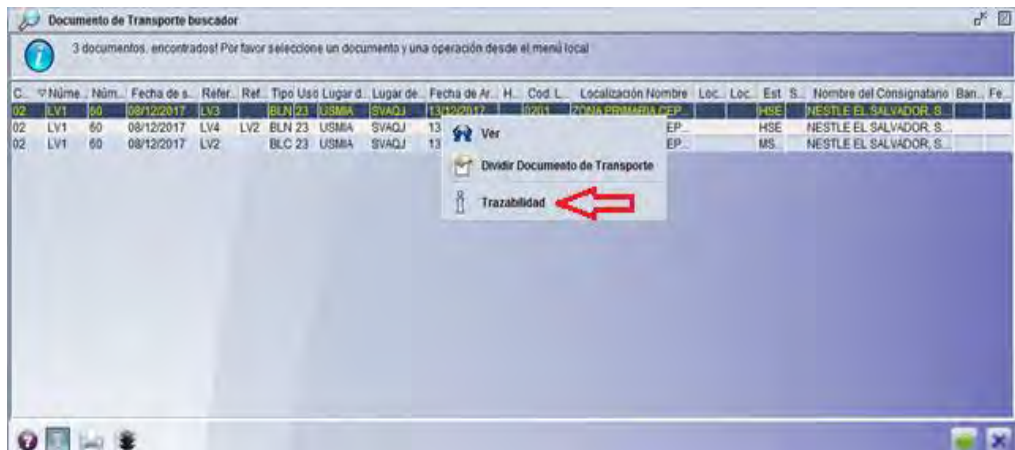 Documento de Transporte buscador
3 documentos, encontrados! Por favor seleccione un documento y una operación desde el menú local
C... Núme... Núm... Fecha de s... Refer... Ref... Tipo Uso Lugar d... Lugar de... Fecha de Ar... H... Cod L... Localización Nombre Loc... Loc... Est S... Nombre del Consignatario Ban... Fe...
02 LV1 60 08/12/2017 LV3 BLN 23 USMIA SVAQJ 13/12/2017 0201 ZONA PRIMARIA CEP... HSE NESTLE EL SALVADOR, S...
02 LV1 60 08/12/2017 LV4 LV2 BLN 23 USMIA SVAQJ 13 EP... HSE NESTLE EL SALVADOR, S...
02 LV1 60 08/12/2017 LV2 BLC 23 USMIA SVAQJ 13 EP... MS... NESTLE EL SALVADOR, S...
Ver
Dividir Documento de Transporte
Trazabilidad